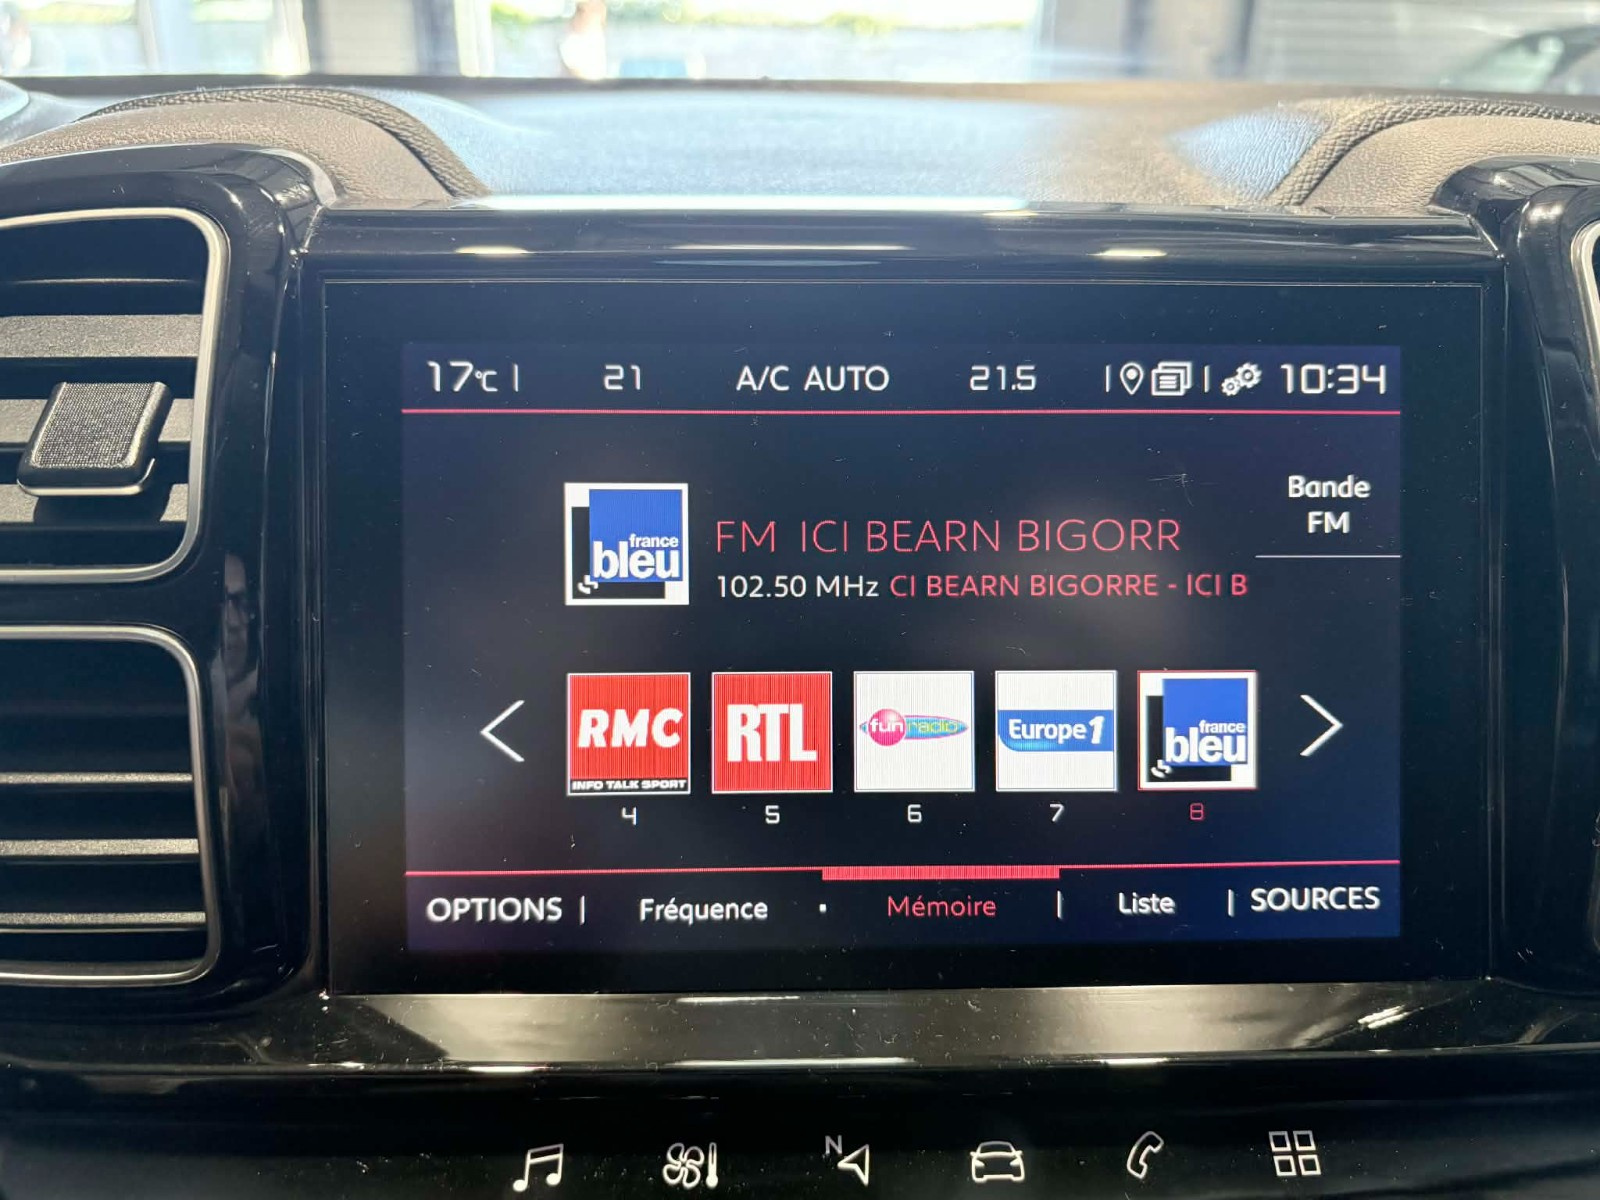 17°C 21 A/C AUTO 21.5 10:34
Bande
FM
france
bleu
FM ICI BEARN BIGORR
102.50 MHz CI BEARN BIGORRE - ICI B
RMC
INFO TALK SPORT
RTL
fun radio
Europe 1
france
bleu
4 5 6 7 8
OPTIONS Fréquence Mémoire Liste SOURCES
N